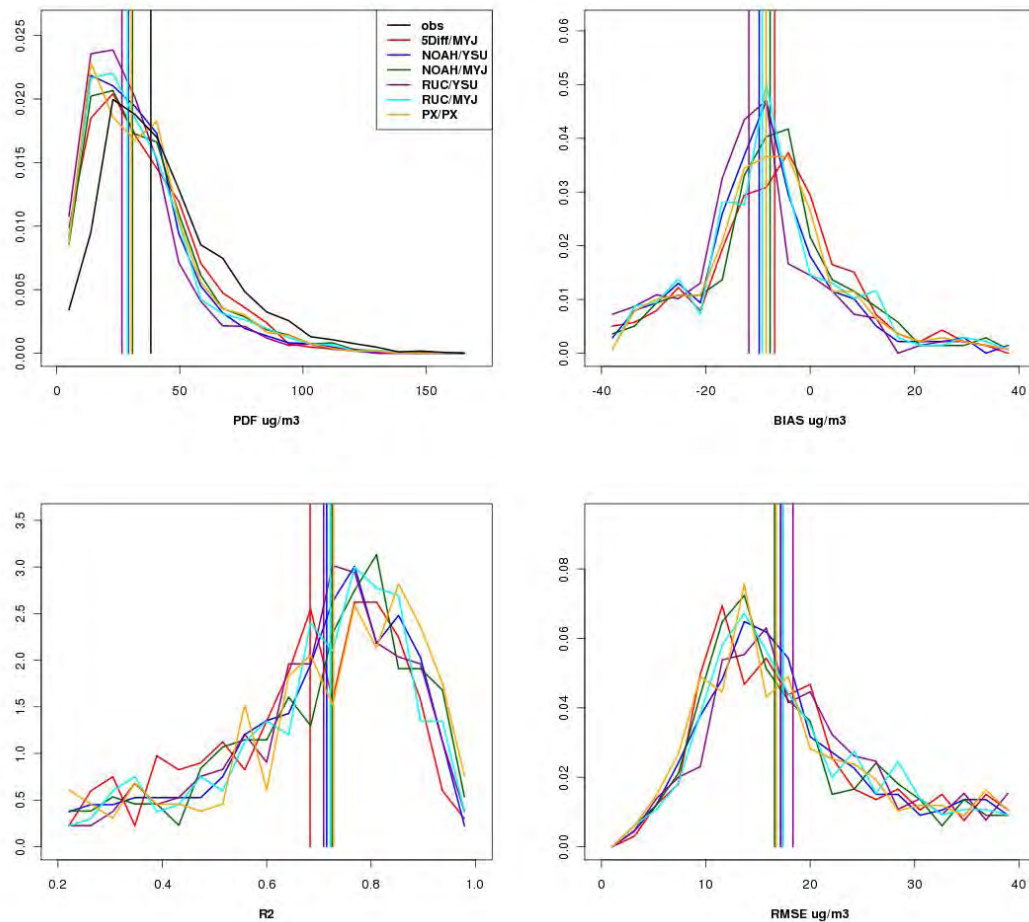 0.025
0.020
0.015
0.010
0.005
0.000
0 50 100 150
PDF ug/m3
obs
5Diff/MYJ
NOAH/YSU
NOAH/MYJ
RUC/YSU
RUC/MYJ
PX/PX
0.06
0.05
0.04
0.03
0.02
0.01
0.00
-40 -20 0 20 40
BIAS ug/m3
3.5
3.0
2.5
2.0
1.5
1.0
0.5
0.0
0.2 0.4 0.6 0.8 1.0
R2
0.08
0.06
0.04
0.02
0.00
0 10 20 30 40
RMSE ug/m3